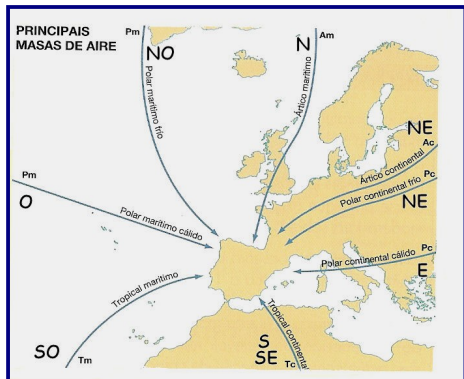 PRINCIPAIS
MASAS DE AIRE
Pm
NO
N
Am
Polar marítimo frío
Ártico marítimo
NE
Ac
Ártico continental
Pc
Polar continental frío
NE
Pm
O
Polar marítimo cálido
Pc
Polar continental cálido
E
Tropical marítimo
SO
Tm
Tropical continental
S
SE
Tc